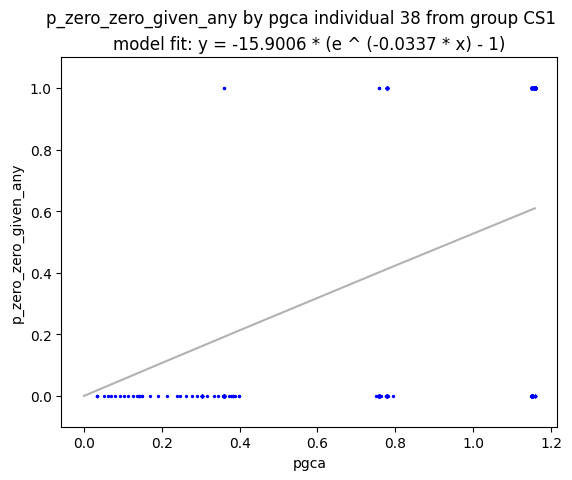 p_zero_zero_given_any by pgca individual 38 from group CS1
model fit: y = -15.9006 * (e ^ (-0.0337 * x) - 1)
p_zero_zero_given_any
1.0
0.8
0.6
0.4
0.2
0.0
0.0 0.2 0.4 0.6 0.8 1.0 1.2
pgca